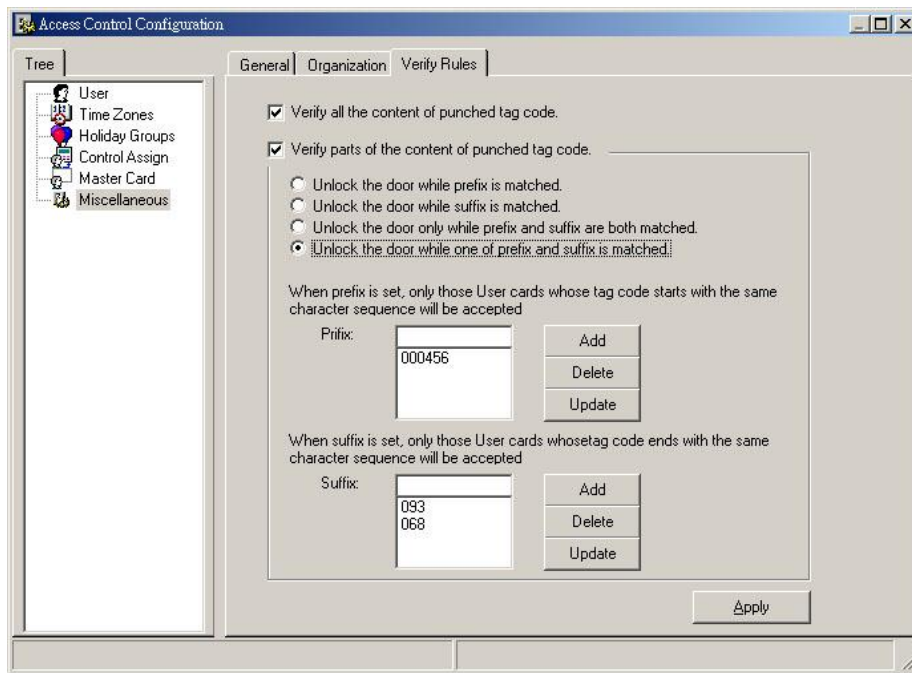 Access Control Configuration
Tree
General Organization Verify Rules
User
Time Zones
Holiday Groups
Control Assign
Master Card
Miscellaneous
Verify all the content of punched tag code.
Verify parts of the content of punched tag code.
Unlock the door while prefix is matched.
Unlock the door while suffix is matched.
Unlock the door only while prefix and suffix are both matched.
Unlock the door while one of prefix and suffix is matched.
When prefix is set, only those User cards whose tag code starts with the same
character sequence will be accepted
Prifix:
000456
Add
Delete
Update
When suffix is set, only those User cards whosetag code ends with the same
character sequence will be accepted
Suffix:
093
068
Add
Delete
Update
Apply